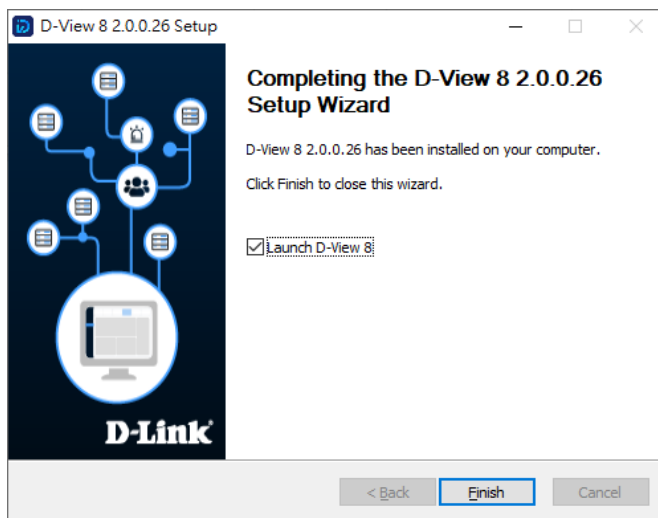 D-View 8 2.0.0.26 Setup
Completing the D-View 8 2.0.0.26
Setup Wizard
D-View 8 2.0.0.26 has been installed on your computer.
Click Finish to close this wizard.
Launch D-View 8
D-Link
< Back
Finish
Cancel